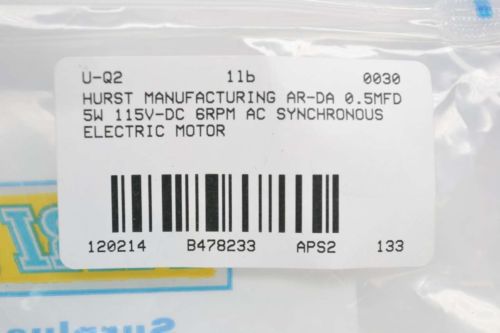 U-Q2 1lb 0030
HURST MANUFACTURING AR-DA 0.5MFD
5W 115V-DC 6RPM AC SYNCHRONOUS
ELECTRIC MOTOR
120214 B478233 APS2 133
Surplus